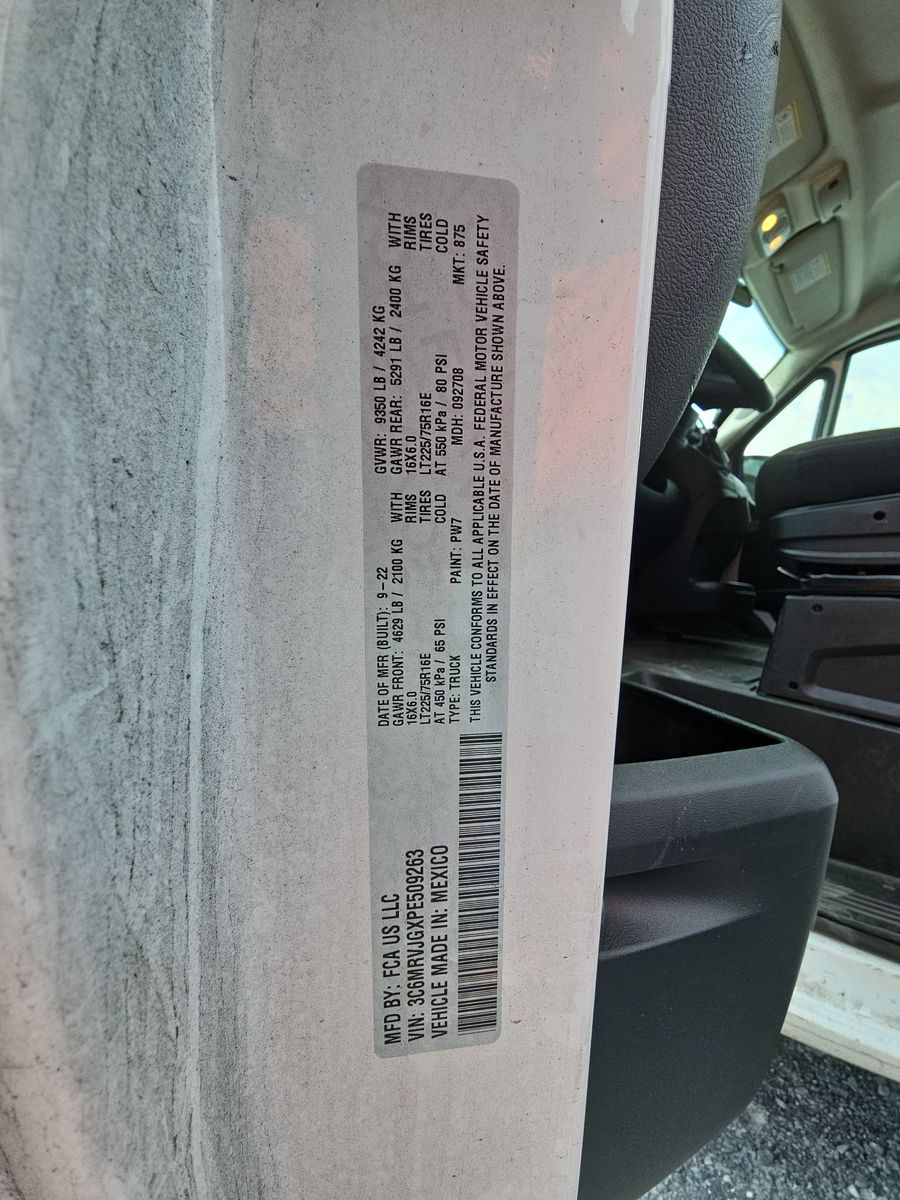 MFD BY: FCA US LLC
VIN: 3C6MRVJGXPE509263
VEHICLE MADE IN: MEXICO
DATE OF MFR (BUILT): 9-22 GVWR: 9350 LB / 4242 KG
GAWR FRONT: 4629 LB / 2100 KG WITH GAWR REAR: 5291 LB / 2400 KG WITH
16X6.0 RIMS 16X6.0 RIMS
LT225/75R16E TIRES LT225/75R16E TIRES
AT 450 kPa / 65 PSI COLD AT 550 kPa / 80 PSI COLD
TYPE: TRUCK PAINT: PW7 MDH: 092708 MKT: 875
THIS VEHICLE CONFORMS TO ALL APPLICABLE U.S.A. FEDERAL MOTOR VEHICLE SAFETY
STANDARDS IN EFFECT ON THE DATE OF MANUFACTURE SHOWN ABOVE.